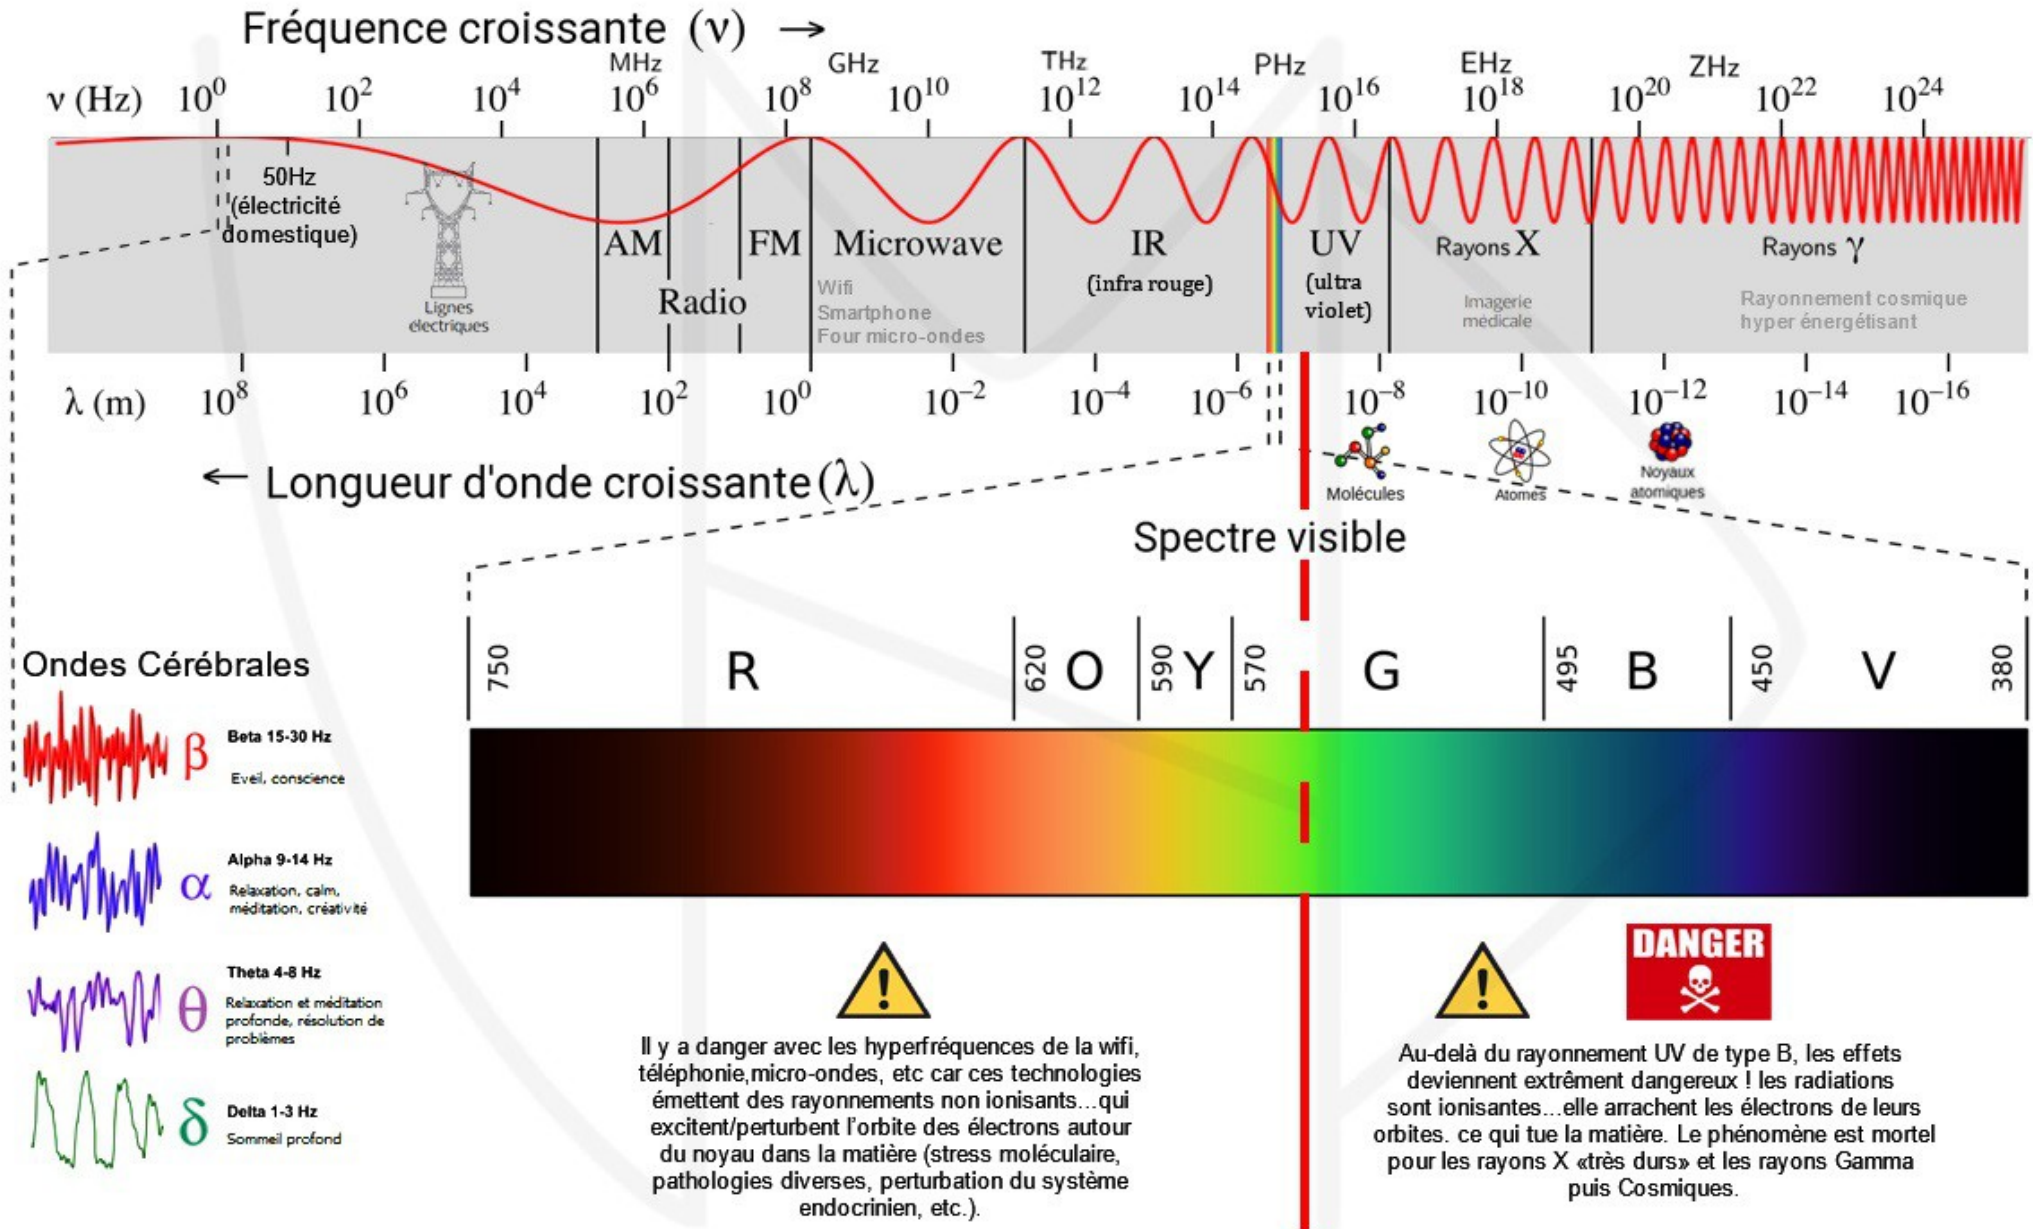 Fréquence croissante (ν) →
MHz GHz THz PHz EHz ZHz
ν (Hz) 10⁰ 10² 10⁴ 10⁶ 10⁸ 10¹⁰ 10¹² 10¹⁴ 10¹⁶ 10¹⁸ 10²⁰ 10²² 10²⁴
50Hz
(électricité
domestique)
Lignes
électriques
AM
Radio
FM
Microwave
Wifi
Smartphone
Four micro-ondes
IR
(infra rouge)
UV
(ultra
violet)
Rayons X
Imagerie
médicale
Rayons γ
Rayonnement cosmique
hyper énergétisant
λ (m) 10⁸ 10⁶ 10⁴ 10² 10⁰ 10⁻² 10⁻⁴ 10⁻⁶ 10⁻⁸ 10⁻¹⁰ 10⁻¹² 10⁻¹⁴ 10⁻¹⁶
← Longueur d'onde croissante (λ)
Molécules
Atomes
Noyaux
atomiques
Spectre visible
750 R 620 O 590 Y 570 G 495 B 450 V 380
Ondes Cérébrales
β Beta 15-30 Hz
Eveil, conscience
α Alpha 9-14 Hz
Relaxation, calm,
méditation, créativité
θ Theta 4-8 Hz
Relaxation et méditation
profonde, résolution de
problèmes
δ Delta 1-3 Hz
Sommeil profond
!
Il y a danger avec les hyperfréquences de la wifi,
téléphonie,micro-ondes, etc car ces technologies
émettent des rayonnements non ionisants...qui
excitent/perturbent l'orbite des électrons autour
du noyau dans la matière (stress moléculaire,
pathologies diverses, perturbation du système
endocrinien, etc.).
!
DANGER
Au-delà du rayonnement UV de type B, les effets
deviennent extrêment dangereux ! les radiations
sont ionisantes...elle arrachent les électrons de leurs
orbites. ce qui tue la matière. Le phénomène est mortel
pour les rayons X «très durs» et les rayons Gamma
puis Cosmiques.